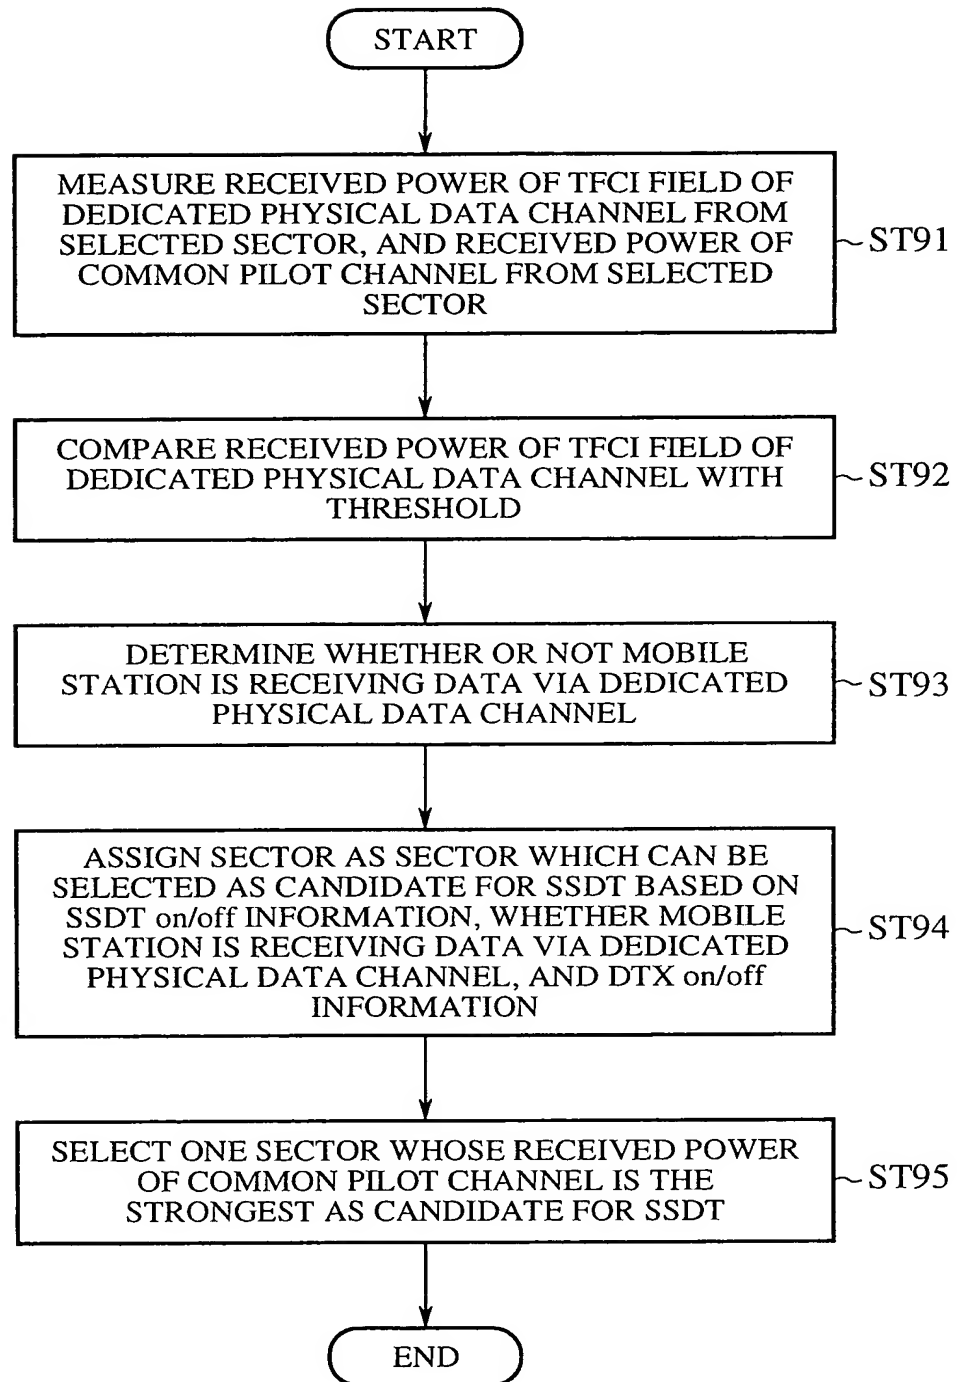 START
MEASURE RECEIVED POWER OF TFCI FIELD OF
DEDICATED PHYSICAL DATA CHANNEL FROM
SELECTED SECTOR, AND RECEIVED POWER OF
COMMON PILOT CHANNEL FROM SELECTED
SECTOR
ST91
COMPARE RECEIVED POWER OF TFCI FIELD OF
DEDICATED PHYSICAL DATA CHANNEL WITH
THRESHOLD
ST92
DETERMINE WHETHER OR NOT MOBILE
STATION IS RECEIVING DATA VIA DEDICATED
PHYSICAL DATA CHANNEL
ST93
ASSIGN SECTOR AS SECTOR WHICH CAN BE
SELECTED AS CANDIDATE FOR SSDT BASED ON
SSDT on/off INFORMATION, WHETHER MOBILE
STATION IS RECEIVING DATA VIA DEDICATED
PHYSICAL DATA CHANNEL, AND DTX on/off
INFORMATION
ST94
SELECT ONE SECTOR WHOSE RECEIVED POWER
OF COMMON PILOT CHANNEL IS THE
STRONGEST AS CANDIDATE FOR SSDT
ST95
END